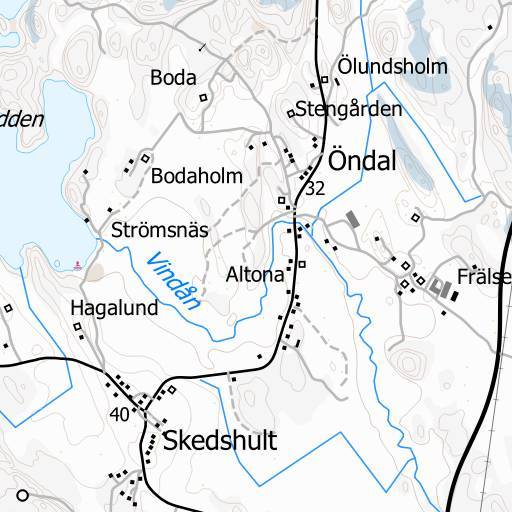 Ölundsholm
Boda
Stengården
dden
Öndal
Bodaholm
32
Strömsnäs
Vindån
Altona
Frälse
Hagalund
40
Skedshult